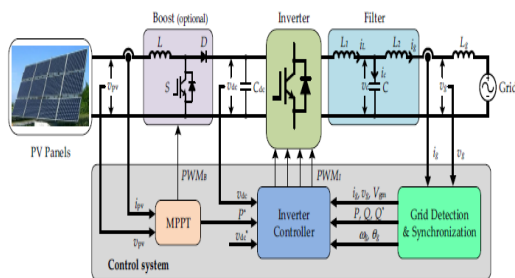 Boost (optional)
Inverter
Filter
L
D
L1
iL
L2
ig
Lg
vpv
S
vdc
Cdc
vc
ic
C
vg
Grid
PV Panels
PWMB
PWMI
ig
vg
ipv
vpv
MPPT
vdc
P*
vdc*
Inverter
Controller
ig, vg, Vgm
P, Q, Q*
ωg, θg
Grid Detection
& Synchronization
Control system